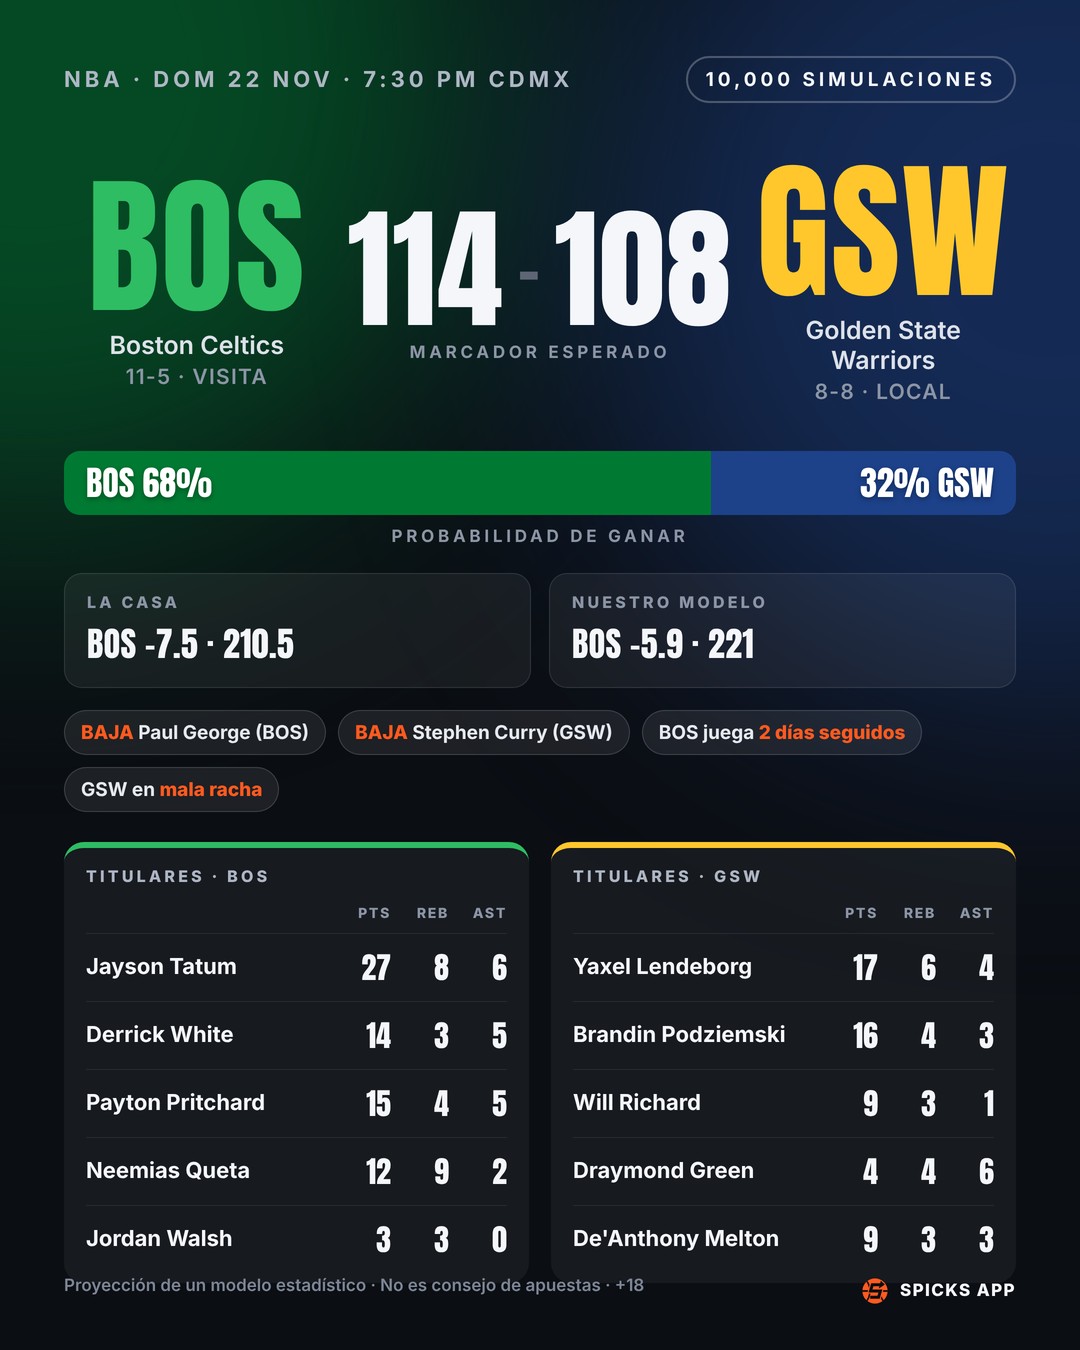 NBA · DOM 22 NOV · 7:30 PM CDMX
10,000 SIMULACIONES
BOS
114 - 108
GSW
Boston Celtics
11-5 · VISITA
MARCADOR ESPERADO
Golden State
Warriors
8-8 · LOCAL
BOS 68%
32% GSW
PROBABILIDAD DE GANAR
LA CASA
BOS -7.5 · 210.5
NUESTRO MODELO
BOS -5.9 · 221
BAJA Paul George (BOS)
BAJA Stephen Curry (GSW)
BOS juega 2 días seguidos
GSW en mala racha
TITULARES · BOS
PTS REB AST
Jayson Tatum 27 8 6
Derrick White 14 3 5
Payton Pritchard 15 4 5
Neemias Queta 12 9 2
Jordan Walsh 3 3 0
TITULARES · GSW
PTS REB AST
Yaxel Lendeborg 17 6 4
Brandin Podziemski 16 4 3
Will Richard 9 3 1
Draymond Green 4 4 6
De'Anthony Melton 9 3 3
Proyección de un modelo estadístico · No es consejo de apuestas · +18
SPICKS APP